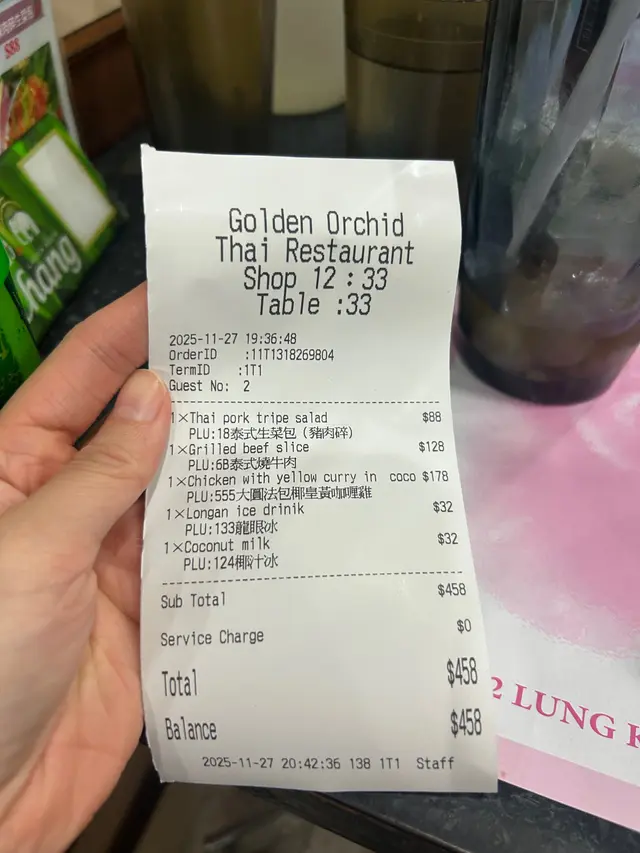 Golden Orchid
Thai Restaurant
Shop 12 : 33
Table :33
2025-11-27 19:36:48
OrderID :11T1318269804
TermID :1T1
Guest No: 2
1×Thai pork tripe salad $88
PLU:18泰式生菜包 (豬肉碎)
1×Grilled beef slice $128
PLU:6B泰式燒牛肉
1×Chicken with yellow curry in coco $178
PLU:555大圓法包椰皇黃咖喱雞
1×Longan ice drinik $32
PLU:133龍眼冰
1×Coconut milk $32
PLU:124椰汁冰
Sub Total $458
Service Charge $0
Total $458
Balance $458
2025-11-27 20:42:36 138 1T1 Staff
2 LUNG
Chang